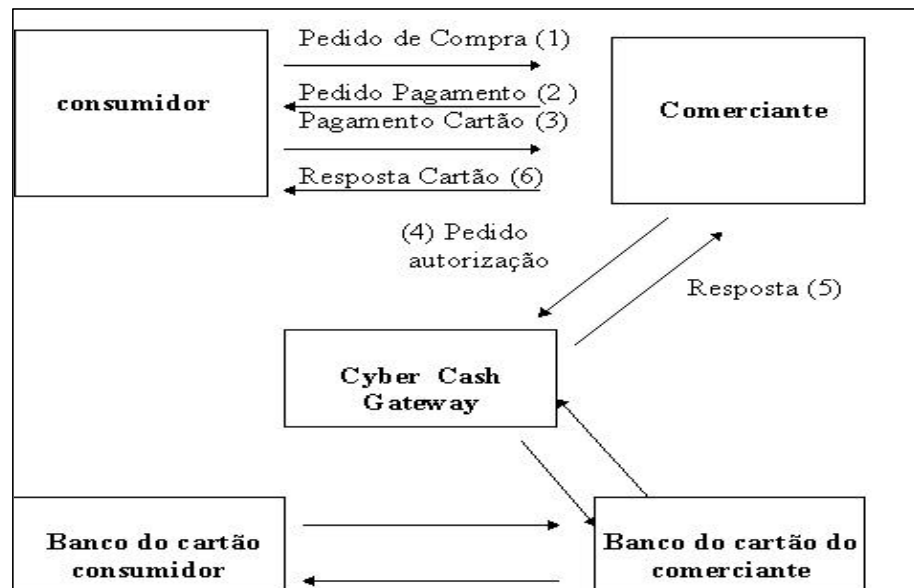 Pedido de Compra (1)
consumidor
Pedido Pagamento (2 )
Pagamento Cartão (3)
Comerciante
Resposta Cartão (6)
(4) Pedido
autorização
Resposta (5)
Cyber Cash
Gateway
Banco do cartão
consumidor
Banco do cartão do
comerciante